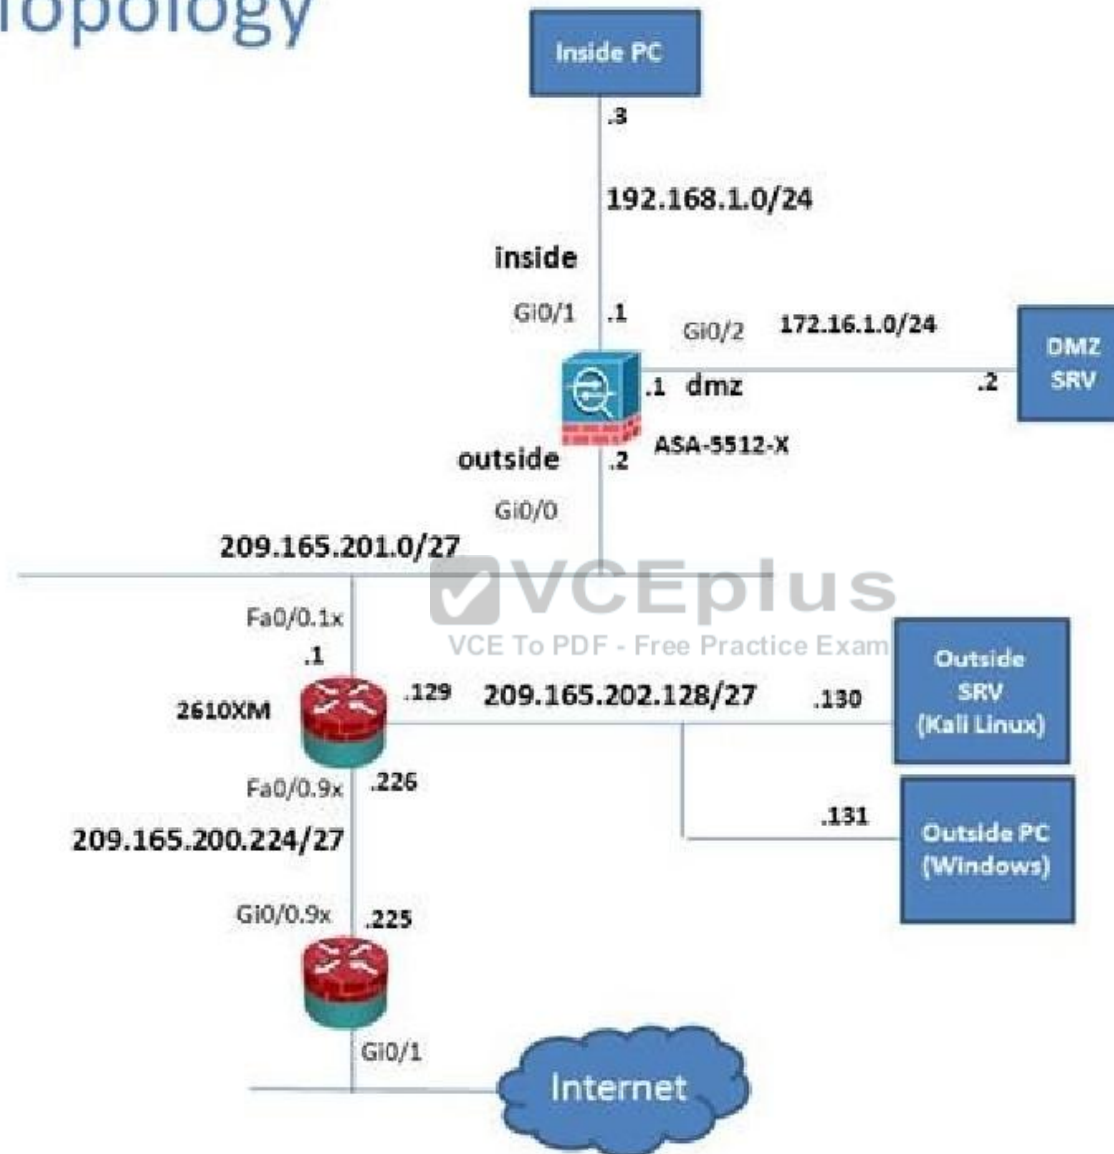 Topology
Inside PC
.3
192.168.1.0/24
inside
Gi0/1 .1
Gi0/2 172.16.1.0/24
DMZ
SRV
.1 dmz .2
ASA-5512-X
outside .2
Gi0/0
209.165.201.0/27
VCEplus
VCE To PDF - Free Practice Exam
Fa0/0.1x
.1
2610XM
.129 209.165.202.128/27 .130
Outside
SRV
(Kali Linux)
Fa0/0.9x .226
209.165.200.224/27
.131
Outside PC
(Windows)
Gi0/0.9x .225
Gi0/1
Internet